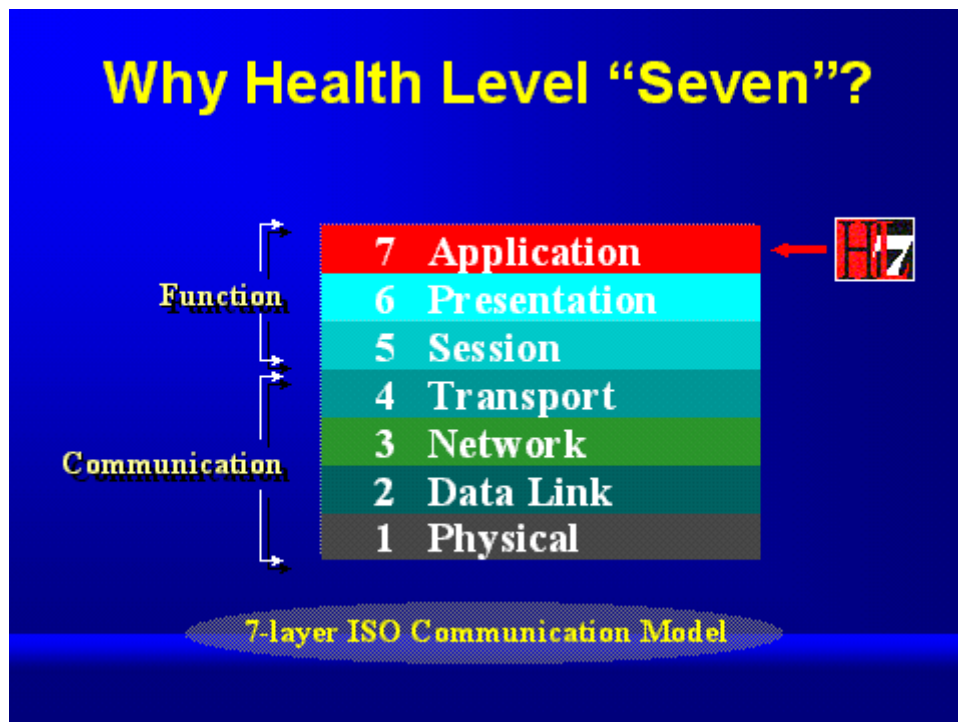 Why Health Level “Seven”?
7 Application
HL7
Function
6 Presentation
5 Session
4 Transport
3 Network
Communication
2 Data Link
1 Physical
7-layer ISO Communication Model